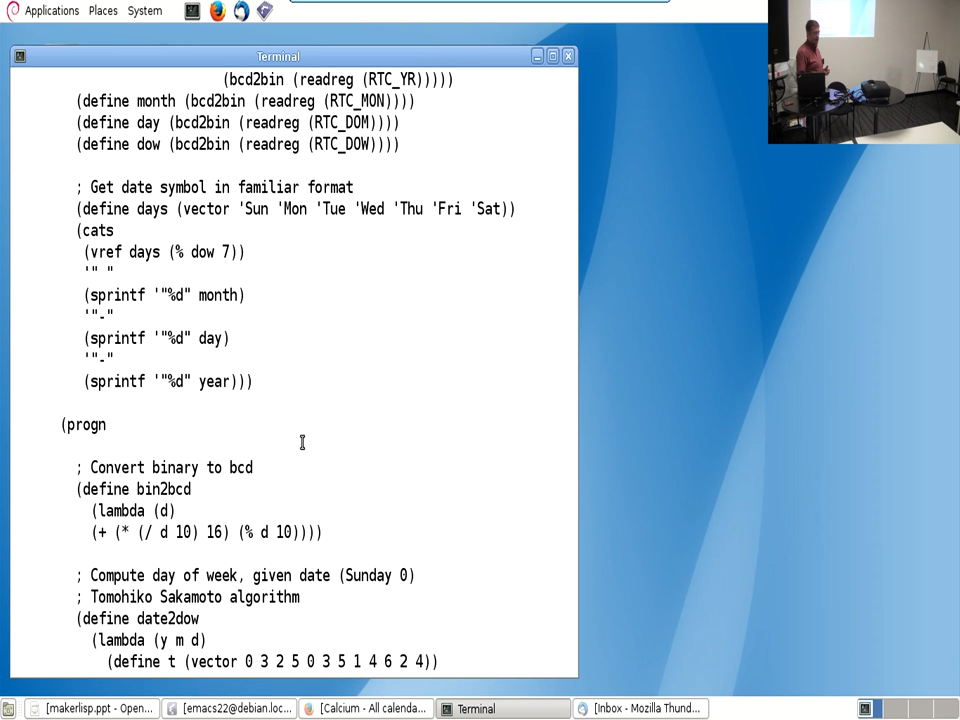 Applications Places System
Terminal
(bcd2bin (readreg (RTC_YR)))))
(define month (bcd2bin (readreg (RTC_MON))))
(define day (bcd2bin (readreg (RTC_DOM))))
(define dow (bcd2bin (readreg (RTC_DOW))))
; Get date symbol in familiar format
(define days (vector 'Sun 'Mon 'Tue 'Wed 'Thu 'Fri 'Sat))
(cats
(vref days (% dow 7))
'" "
(sprintf '"%d" month)
'"-"
(sprintf '"%d" day)
'"-"
(sprintf '"%d" year)))
(progn
; Convert binary to bcd
(define bin2bcd
(lambda (d)
(+ (* (/ d 10) 16) (% d 10))))
; Compute day of week, given date (Sunday 0)
; Tomohiko Sakamoto algorithm
(define date2dow
(lambda (y m d)
(define t (vector 0 3 2 5 0 3 5 1 4 6 2 4))
[makerlisp.ppt - Open... [emacs22@debian.loc... [Calcium - All calenda... Terminal [Inbox - Mozilla Thund...